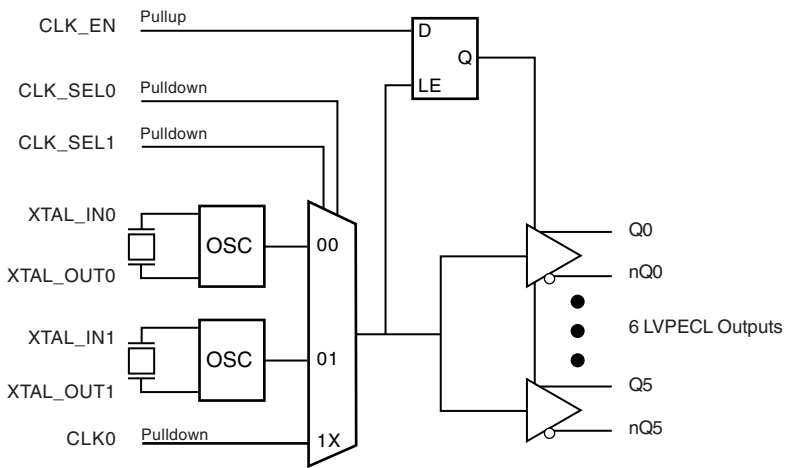 CLK_EN Pullup
D
Q
CLK_SEL0 Pulldown
LE
CLK_SEL1 Pulldown
XTAL_IN0
OSC
00
XTAL_OUT0
Q0
nQ0
6 LVPECL Outputs
XTAL_IN1
OSC
01
XTAL_OUT1
Q5
nQ5
CLK0 Pulldown
1X